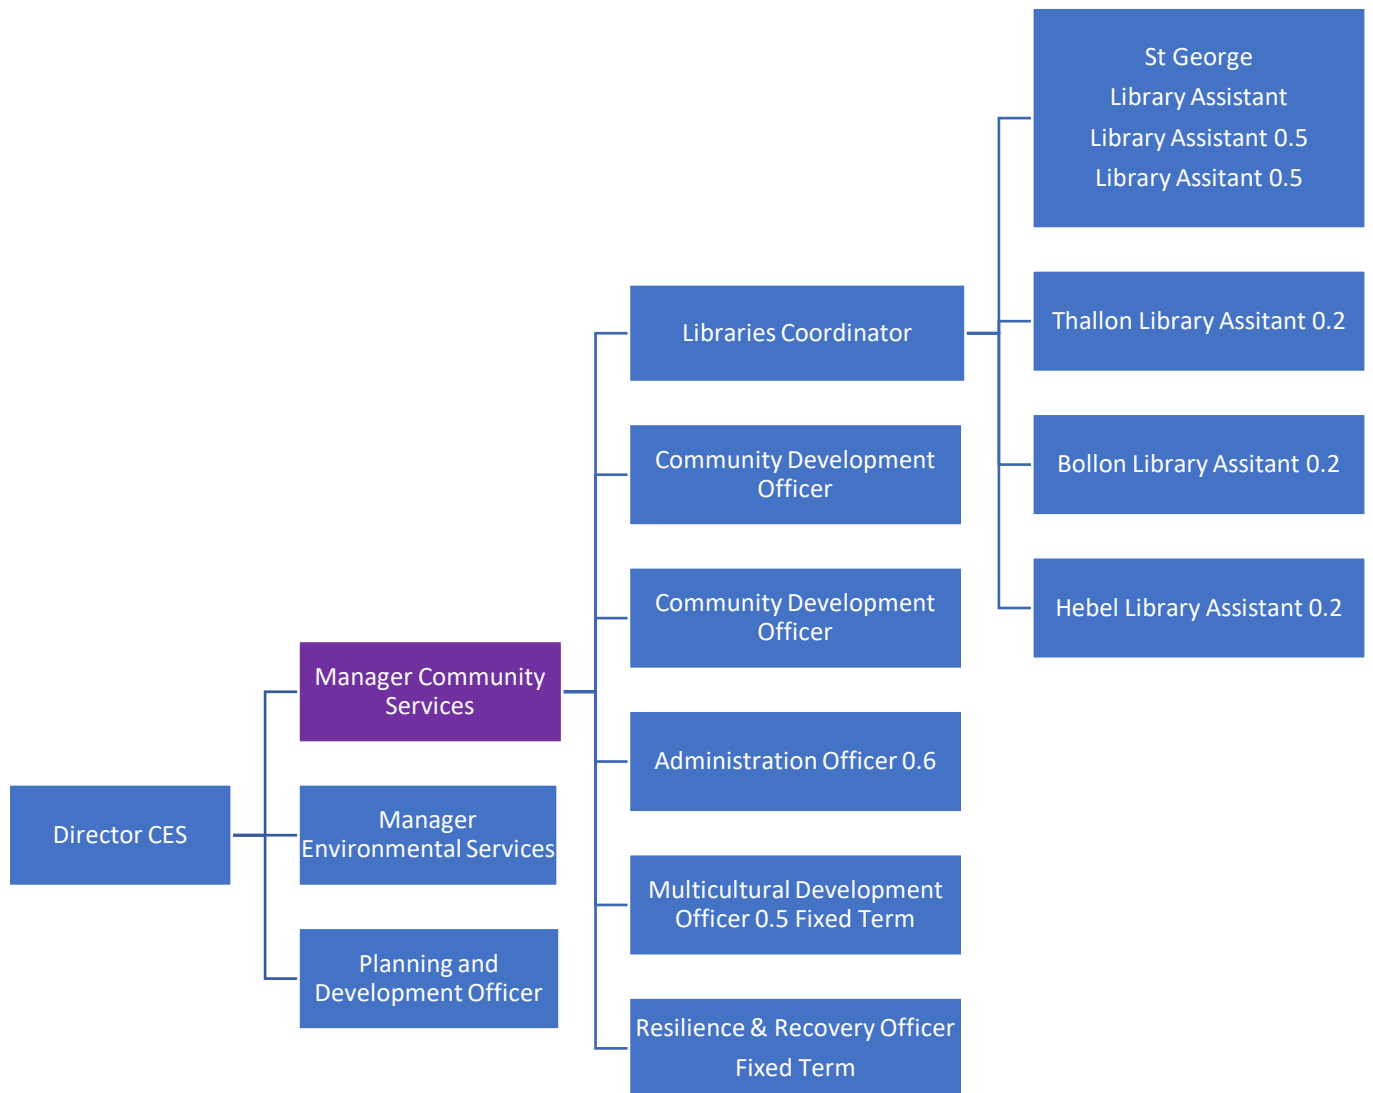 Director CES
Manager Community
Services
Manager
Environmental Services
Planning and
Development Officer
Libraries Coordinator
Community Development
Officer
Community Development
Officer
Administration Officer 0.6
Multicultural Development
Officer 0.5 Fixed Term
Resilience & Recovery Officer
Fixed Term
St George
Library Assistant
Library Assistant 0.5
Library Assitant 0.5
Thallon Library Assitant 0.2
Bollon Library Assitant 0.2
Hebel Library Assistant 0.2